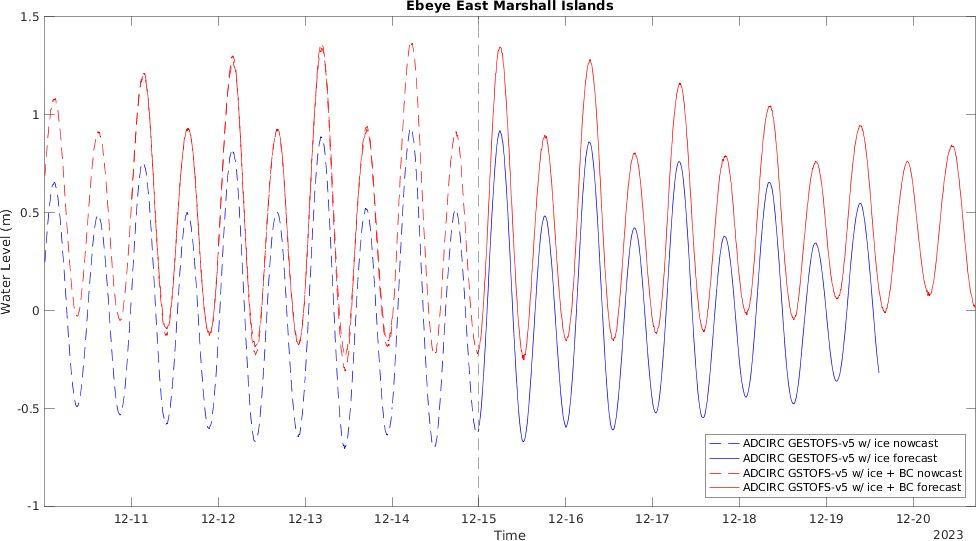 Ebeye East Marshall Islands
1.5
1
0.5
0
-0.5
-1
Water Level (m)
ADCIRC GESTOFS-v5 w/ ice nowcast
ADCIRC GESTOFS-v5 w/ ice forecast
ADCIRC GSTOFS-v5 w/ ice + BC nowcast
ADCIRC GSTOFS-v5 w/ ice + BC forecast
12-11 12-12 12-13 12-14 12-15 12-16 12-17 12-18 12-19 12-20
Time
2023